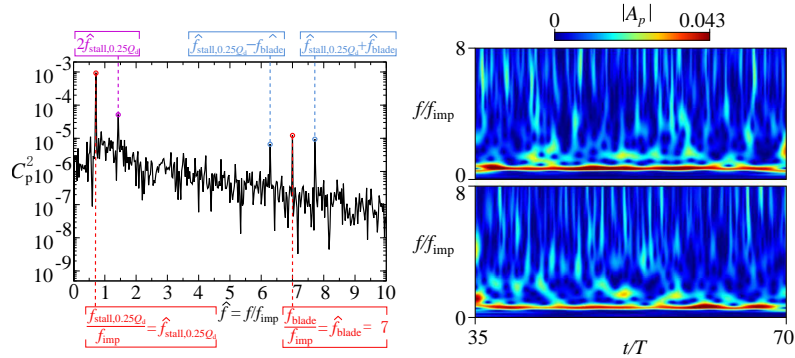 2f̂stall,0.25Qd
f̂stall,0.25Qd−f̂blade
f̂stall,0.25Qd+f̂blade
10-3
10-4
10-5
10-6
10-7
10-8
10-9
Cp2
0 1 2 3 4 5 6 7 8 9 10
f̂ = f/fimp
fstall,0.25Qd/fimp = f̂stall,0.25Qd
fblade/fimp = f̂blade = 7
|Ap|
0 0.043
8
f/fimp
0
8
f/fimp
0
35 70
t/T